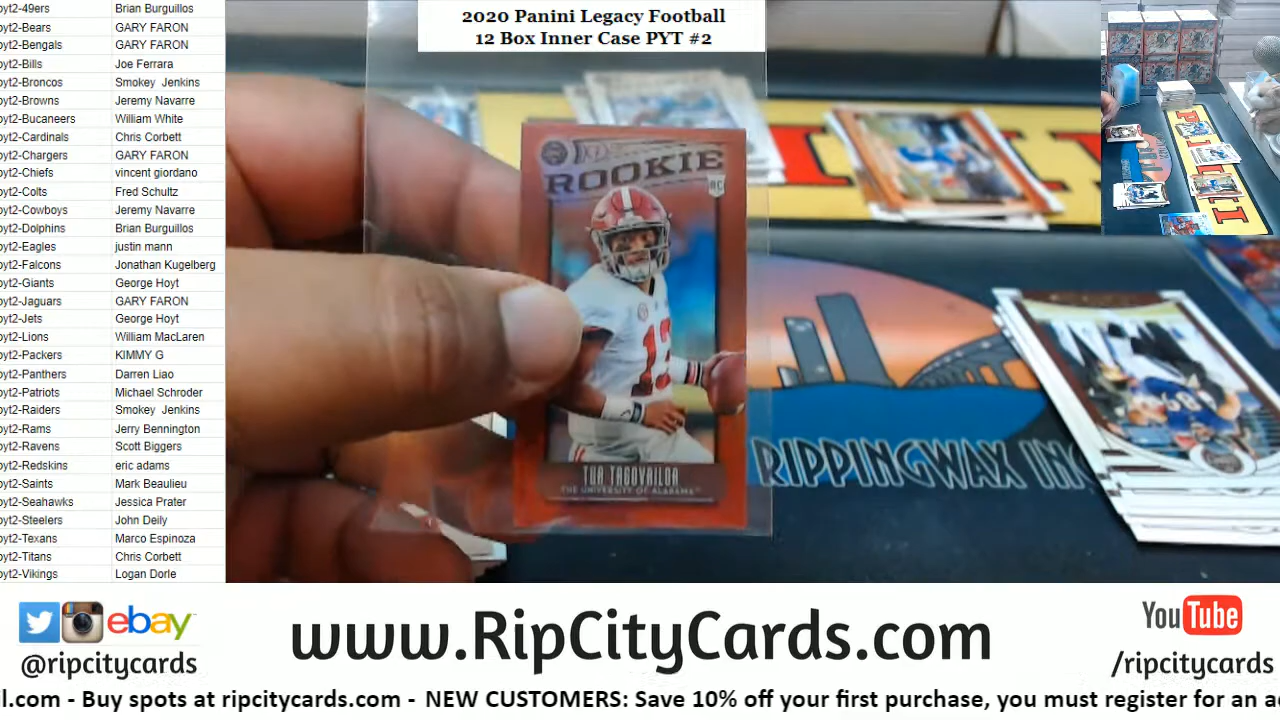 pyt2-49ers Brian Burguillos
pyt2-Bears GARY FARON
pyt2-Bengals GARY FARON
pyt2-Bills Joe Ferrara
pyt2-Broncos Smokey Jenkins
pyt2-Browns Jeremy Navarre
pyt2-Bucaneers William White
pyt2-Cardinals Chris Corbett
pyt2-Chargers GARY FARON
pyt2-Chiefs vincent giordano
pyt2-Colts Fred Schultz
pyt2-Cowboys Jeremy Navarre
pyt2-Dolphins Brian Burguillos
pyt2-Eagles justin mann
pyt2-Falcons Jonathan Kugelberg
pyt2-Giants George Hoyt
pyt2-Jaguars GARY FARON
pyt2-Jets George Hoyt
pyt2-Lions William MacLaren
pyt2-Packers KIMMY G
pyt2-Panthers Darren Liao
pyt2-Patriots Michael Schroder
pyt2-Raiders Smokey Jenkins
pyt2-Rams Jerry Bennington
pyt2-Ravens Scott Biggers
pyt2-Redskins eric adams
pyt2-Saints Mark Beaulieu
pyt2-Seahawks Jessica Prater
pyt2-Steelers John Deily
pyt2-Texans Marco Espinoza
pyt2-Titans Chris Corbett
pyt2-Vikings Logan Dorle
2020 Panini Legacy Football
12 Box Inner Case PYT #2
ROOKIE
RC
13
TUA TAGOVAILOA
THE UNIVERSITY OF ALABAMA
RIPPINGWAX INC
ebay
@ripcitycards
www.RipCityCards.com
YouTube
/ripcitycards
il.com - Buy spots at ripcitycards.com - NEW CUSTOMERS: Save 10% off your first purchase, you must register for an a